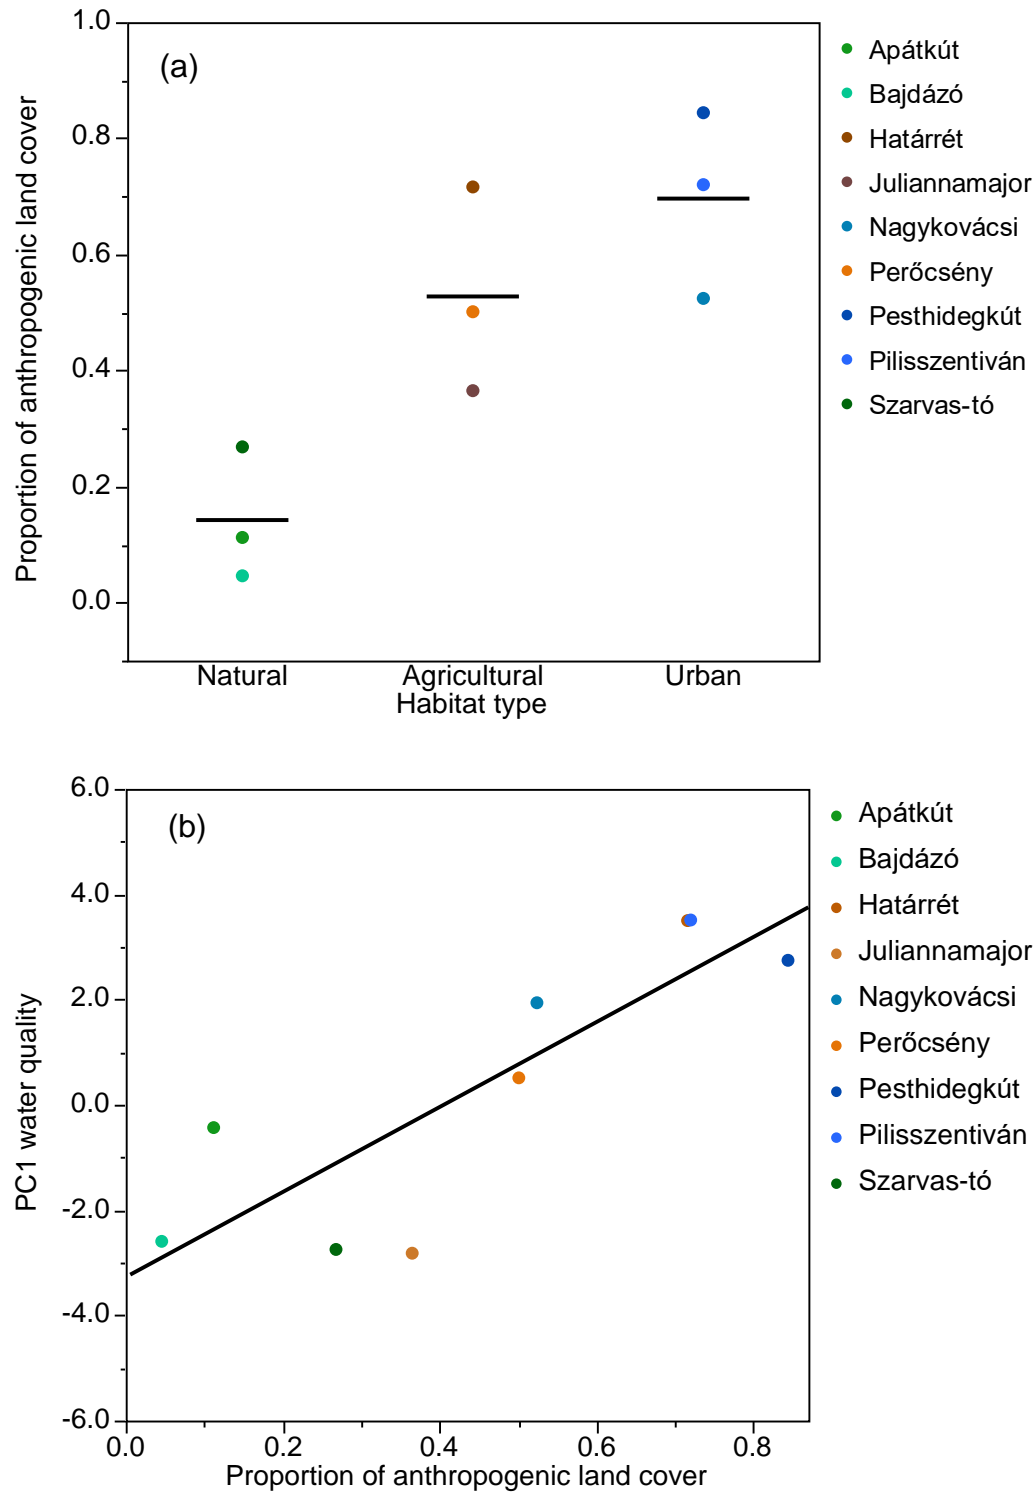 (a)
Proportion of anthropogenic land cover
1.0
0.8
0.6
0.4
0.2
0.0
Natural
Agricultural
Urban
Habitat type
Apátkút
Bajdázó
Határrét
Juliannamajor
Nagykovácsi
Perőcsény
Pesthidegkút
Pilisszentiván
Szarvas-tó
(b)
PC1 water quality
6.0
4.0
2.0
0.0
-2.0
-4.0
-6.0
0.0
0.2
0.4
0.6
0.8
Proportion of anthropogenic land cover
Apátkút
Bajdázó
Határrét
Juliannamajor
Nagykovácsi
Perőcsény
Pesthidegkút
Pilisszentiván
Szarvas-tó